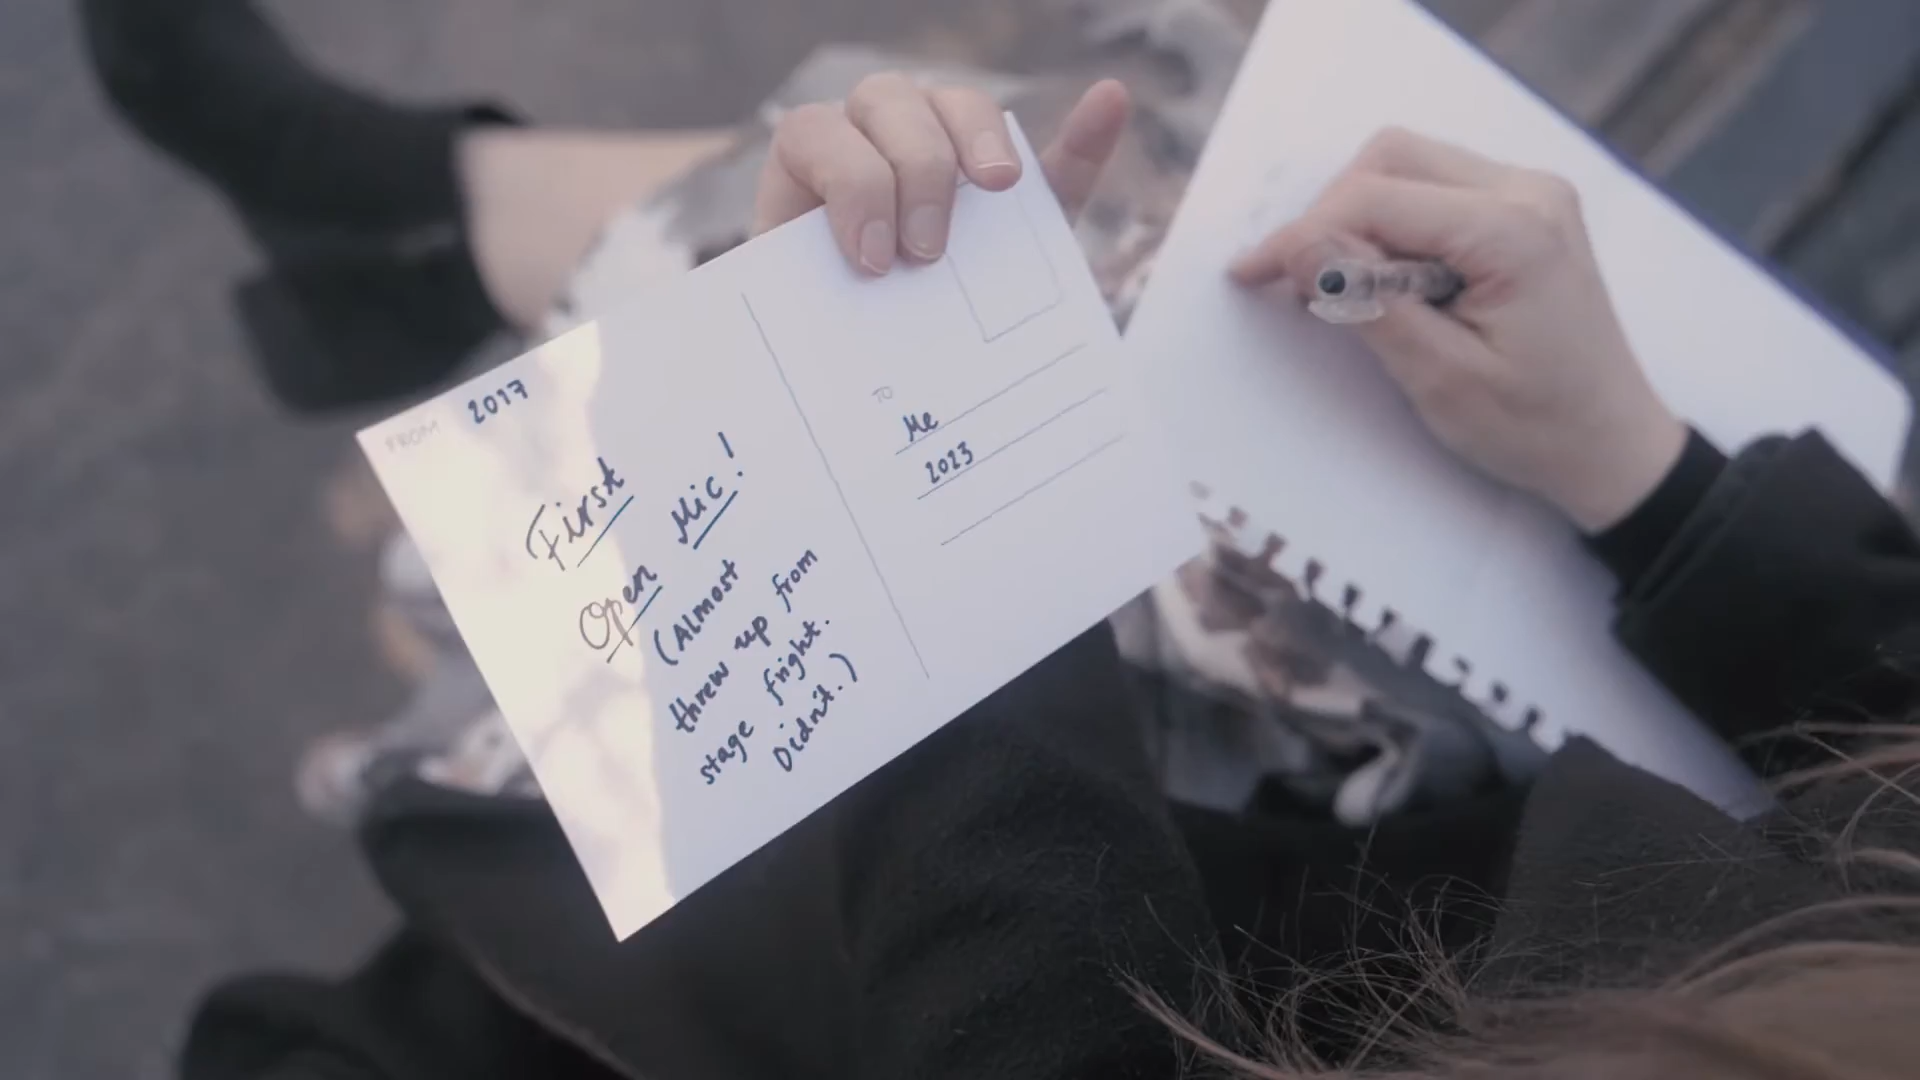 FROM 2017
First
Open Mic!
(Almost
threw up from
stage fright.
Didn't.)
TO
Me
2023